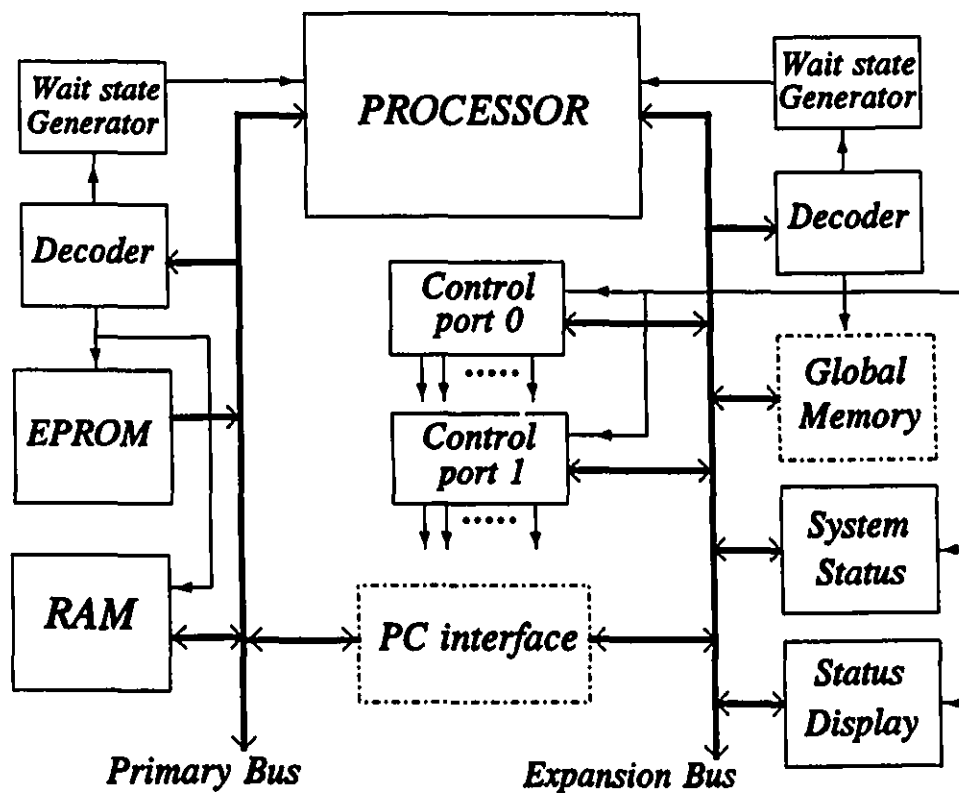 Wait state
Generator
PROCESSOR
Wait state
Generator
Decoder
Decoder
Control
port 0
EPROM
Global
Memory
Control
port 1
System
Status
RAM
PC interface
Status
Display
Primary Bus
Expansion Bus